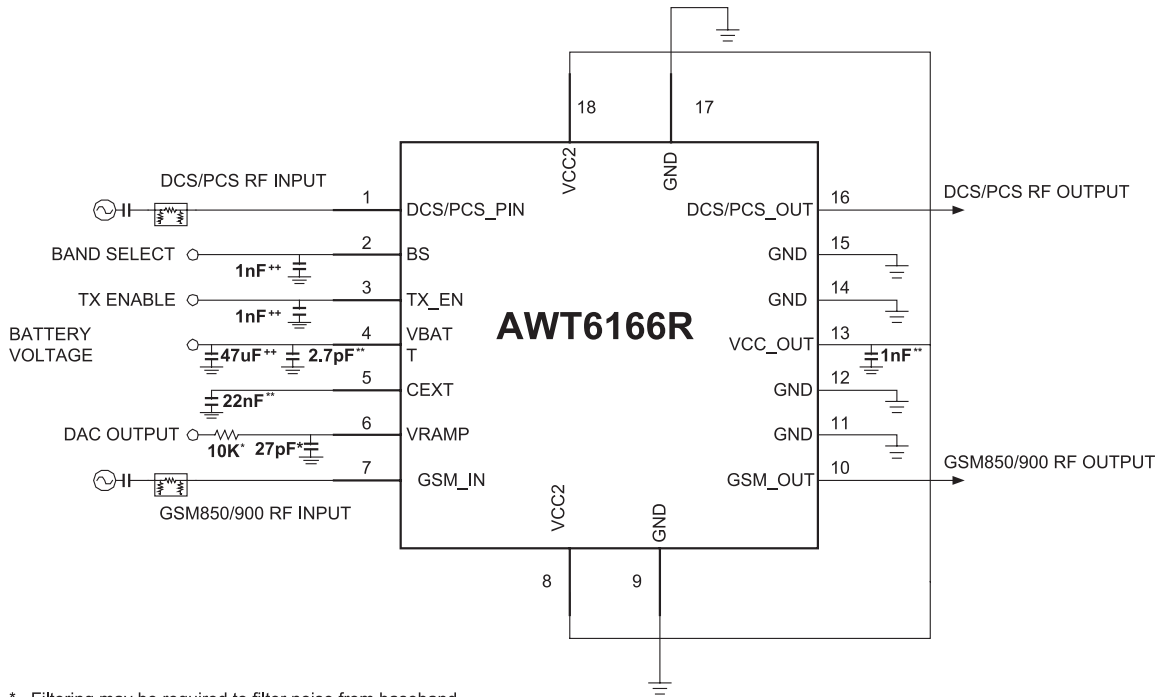 18
17
VCC2
GND
DCS/PCS RF INPUT
1
DCS/PCS_PIN
DCS/PCS_OUT
16
DCS/PCS RF OUTPUT
BAND SELECT
2
BS
1nF++
GND
15
TX ENABLE
3
TX_EN
1nF++
GND
14
AWT6166R
BATTERY
VOLTAGE
4
VBAT
T
47uF++
2.7pF**
VCC_OUT
13
1nF**
5
CEXT
22nF**
GND
12
DAC OUTPUT
10K*
27pF*
6
VRAMP
GND
11
7
GSM_IN
GSM850/900 RF INPUT
GSM_OUT
10
GSM850/900 RF OUTPUT
VCC2
GND
8
9
* Filtering may be required to filter noise from baseband